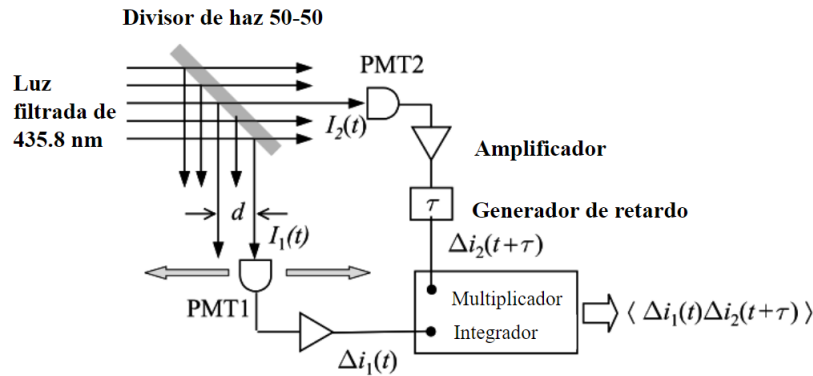 Divisor de haz 50-50
PMT2
Luz
filtrada de
435.8 nm
I₂(t)
Amplificador
τ
Generador de retardo
d
I₁(t)
Δi₂(t+τ)
PMT1
Multiplicador
Integrador
⟨ Δi₁(t)Δi₂(t+τ) ⟩
Δi₁(t)